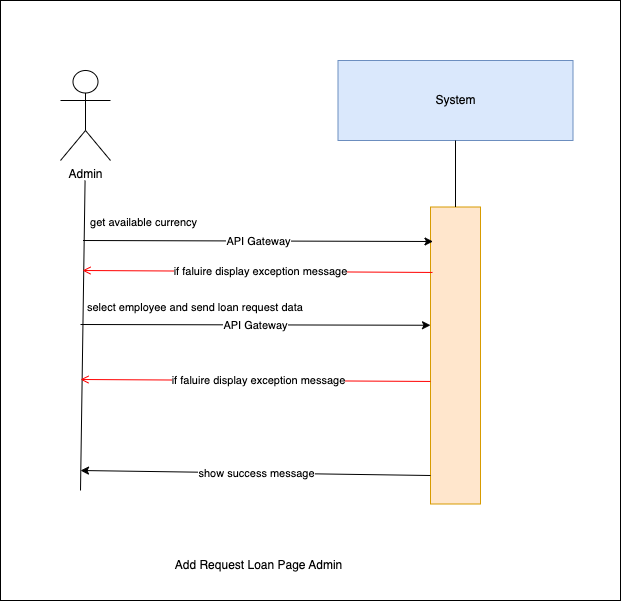 System
Admin
get available currency
API Gateway
if faluire display exception message
select employee and send loan request data
API Gateway
if faluire display exception message
show success message
Add Request Loan Page Admin